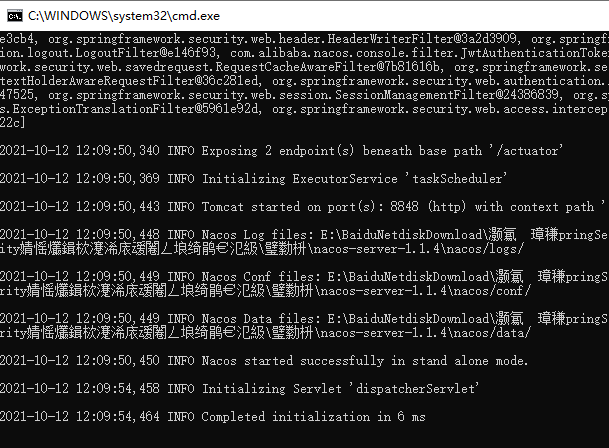 C:\WINDOWS\system32\cmd.exe
e3cb4, org.springframework.security.web.header.HeaderWriterFilter@3a2d3909, org.springf
ion.logout.LogoutFilter@e146f93, com.alibaba.nacos.console.filter.JwtAuthenticationToke
work.security.web.savedrequest.RequestCacheAwareFilter@7b81616b, org.springframework.se
textHolderAwareRequestFilter@36c281ed, org.springframework.security.web.authentication.
47525, org.springframework.security.web.session.SessionManagementFilter@24386839, org.sp
s.ExceptionTranslationFilter@5961e92d, org.springframework.security.web.access.intercep
22c]
2021-10-12 12:09:50,340 INFO Exposing 2 endpoint(s) beneath base path '/actuator'
2021-10-12 12:09:50,369 INFO Initializing ExecutorService 'taskScheduler'
2021-10-12 12:09:50,443 INFO Tomcat started on port(s): 8848 (http) with context path '
2021-10-12 12:09:50,448 INFO Nacos Log files: E:\BaiduNetdiskDownload\ pringSe
rity \nacos-server-1.1.4\nacos/logs/
2021-10-12 12:09:50,449 INFO Nacos Conf files: E:\BaiduNetdiskDownload\ pringS
rity \nacos-server-1.1.4\nacos/conf/
2021-10-12 12:09:50,449 INFO Nacos Data files: E:\BaiduNetdiskDownload\ pringS
rity \nacos-server-1.1.4\nacos/data/
2021-10-12 12:09:50,450 INFO Nacos started successfully in stand alone mode.
2021-10-12 12:09:54,458 INFO Initializing Servlet 'dispatcherServlet'
2021-10-12 12:09:54,464 INFO Completed initialization in 6 ms